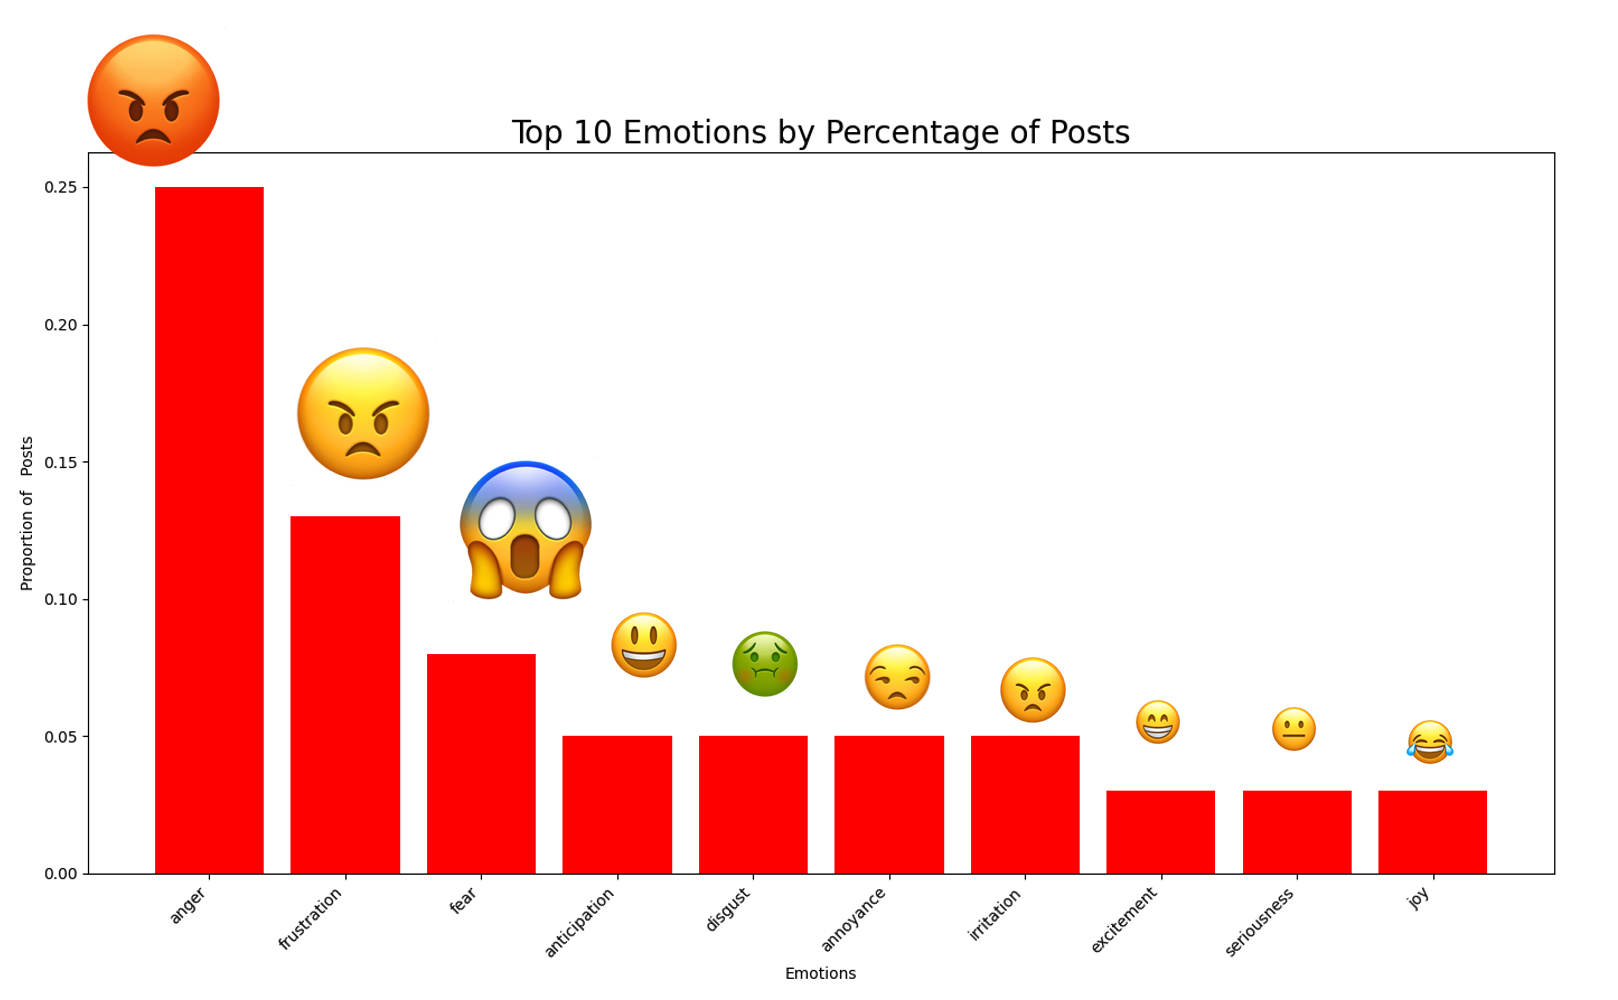 Top 10 Emotions by Percentage of Posts
0.25
0.20
0.15
0.10
0.05
0.00
Proportion of Posts
anger
frustration
fear
anticipation
disgust
annoyance
irritation
excitement
seriousness
joy
Emotions